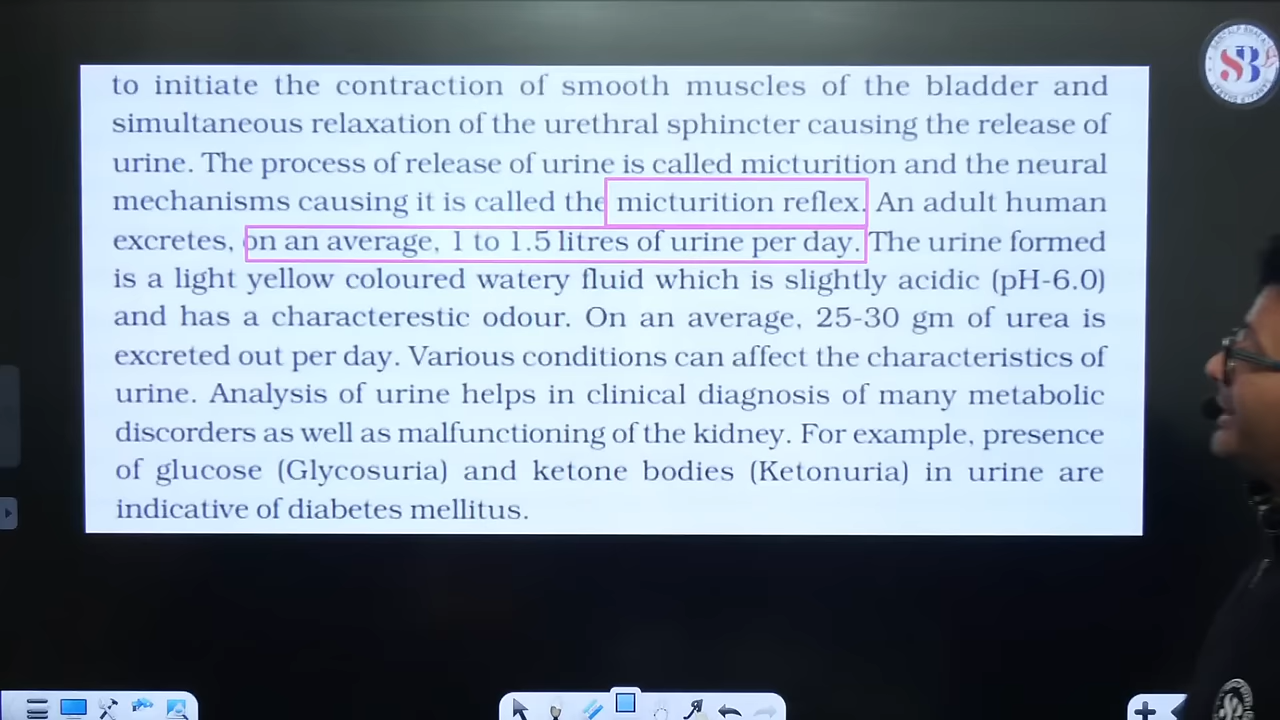 to initiate the contraction of smooth muscles of the bladder and
simultaneous relaxation of the urethral sphincter causing the release of
urine. The process of release of urine is called micturition and the neural
mechanisms causing it is called the micturition reflex. An adult human
excretes, on an average, 1 to 1.5 litres of urine per day. The urine formed
is a light yellow coloured watery fluid which is slightly acidic (pH-6.0)
and has a characterestic odour. On an average, 25-30 gm of urea is
excreted out per day. Various conditions can affect the characteristics of
urine. Analysis of urine helps in clinical diagnosis of many metabolic
discorders as well as malfunctioning of the kidney. For example, presence
of glucose (Glycosuria) and ketone bodies (Ketonuria) in urine are
indicative of diabetes mellitus.
SB